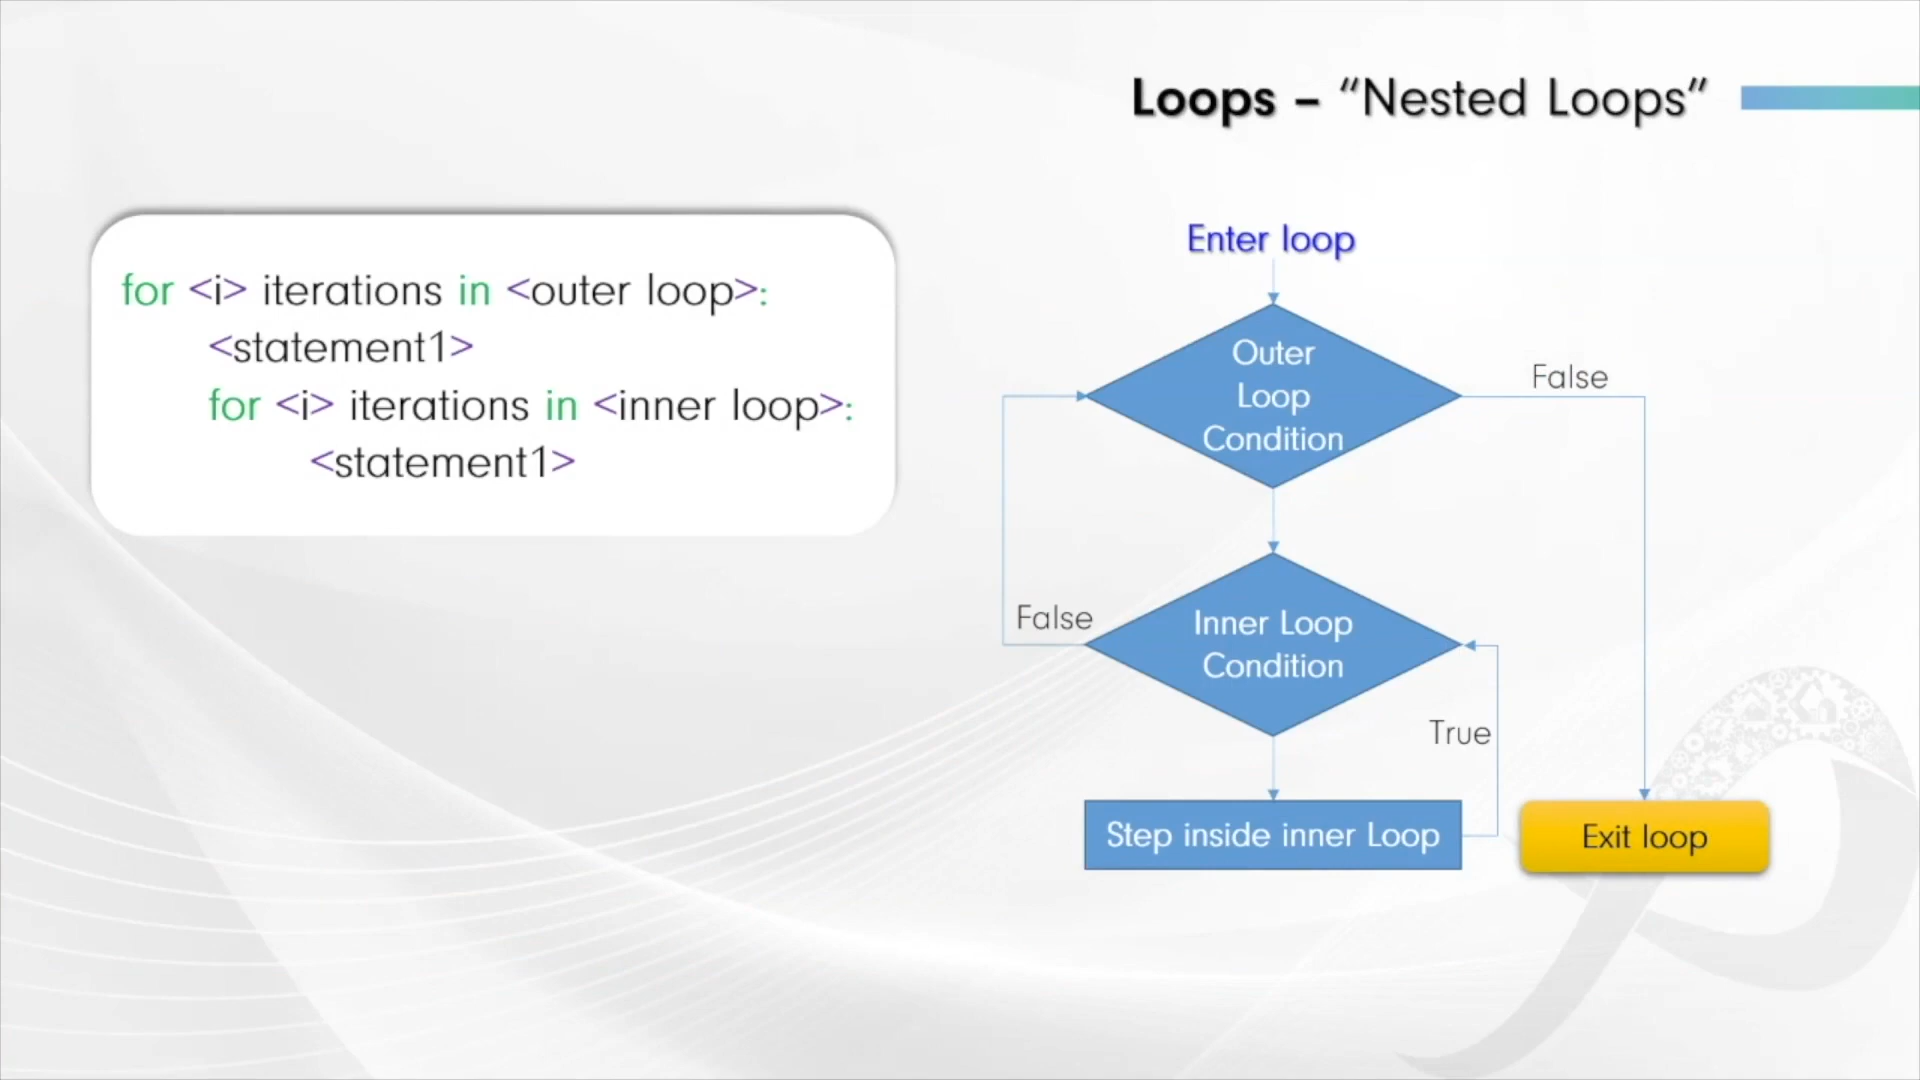 Loops – “Nested Loops”
for <i> iterations in <outer loop>:
<statement1>
for <i> iterations in <inner loop>:
<statement1>
Enter loop
Outer
Loop
Condition
False
False
Inner Loop
Condition
True
Step inside inner Loop
Exit loop